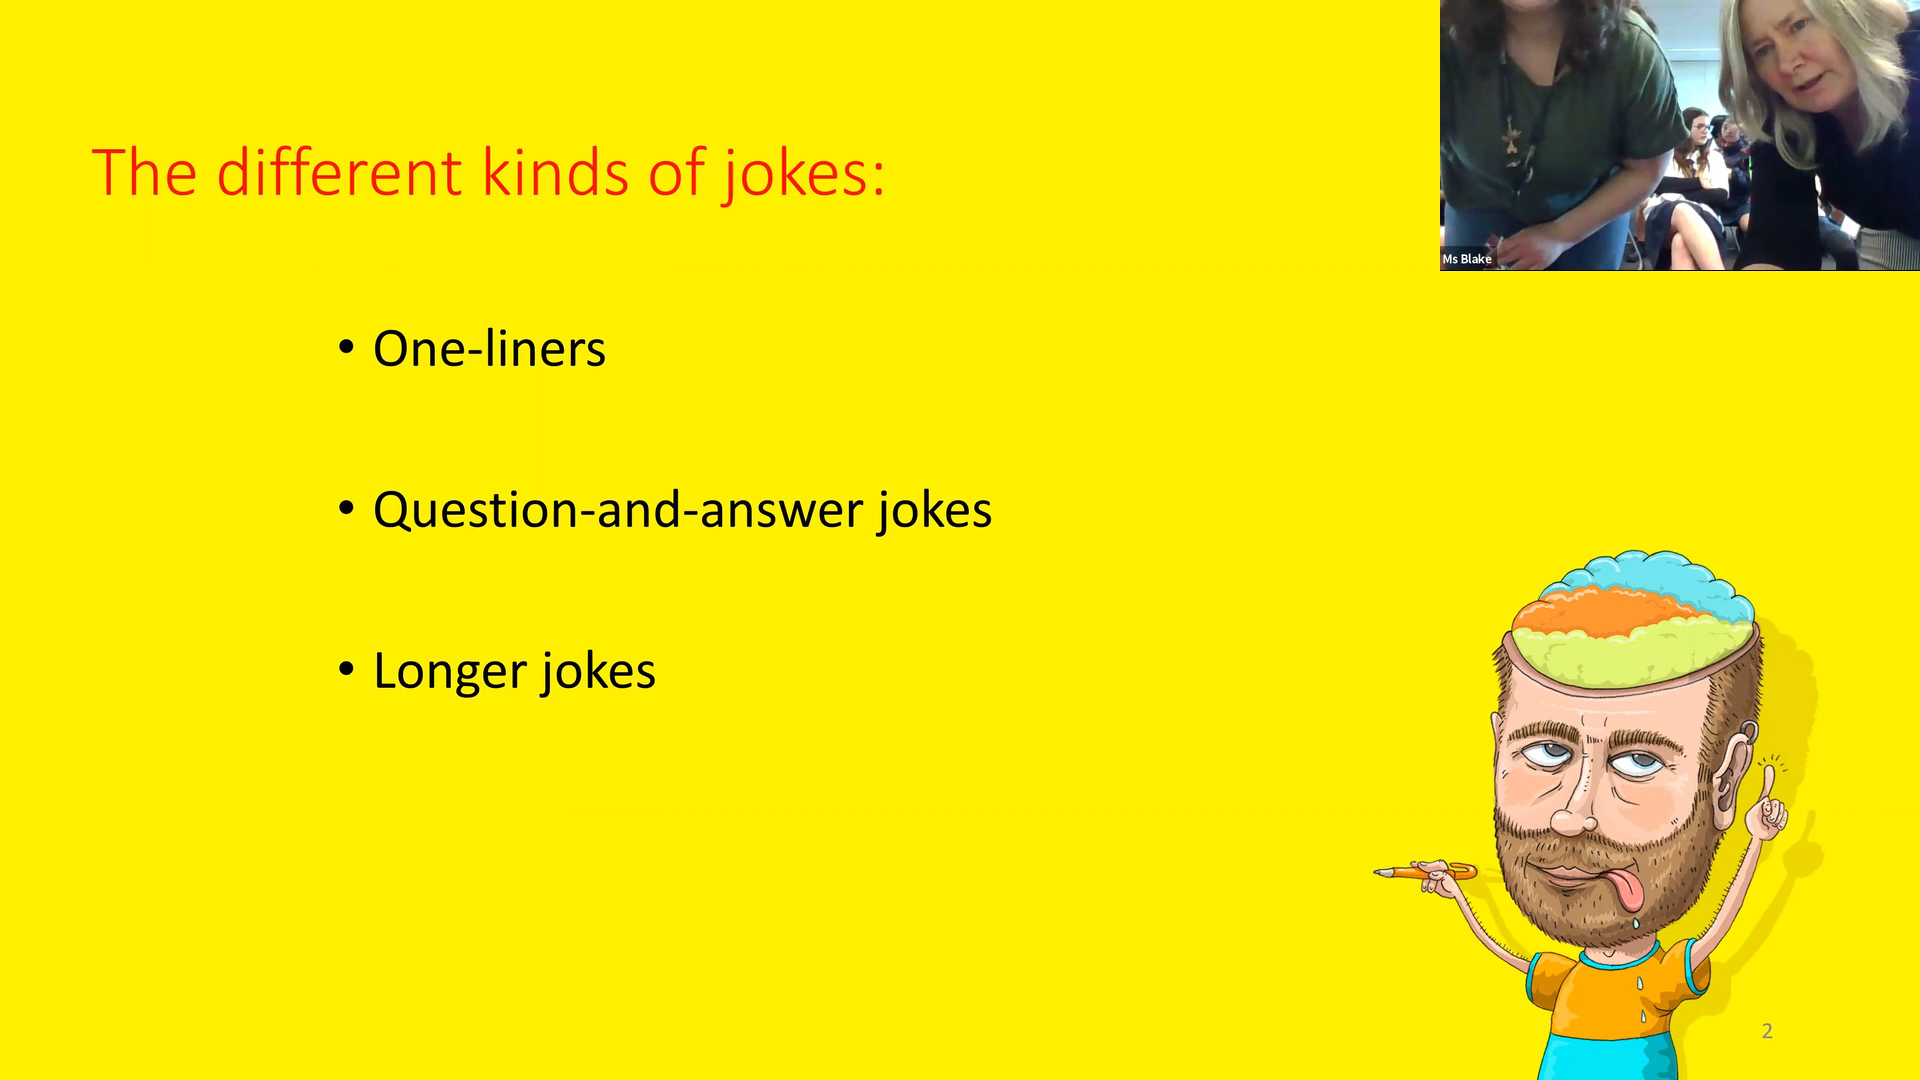 The different kinds of jokes:
Ms Blake
• One-liners
• Question-and-answer jokes
• Longer jokes
2